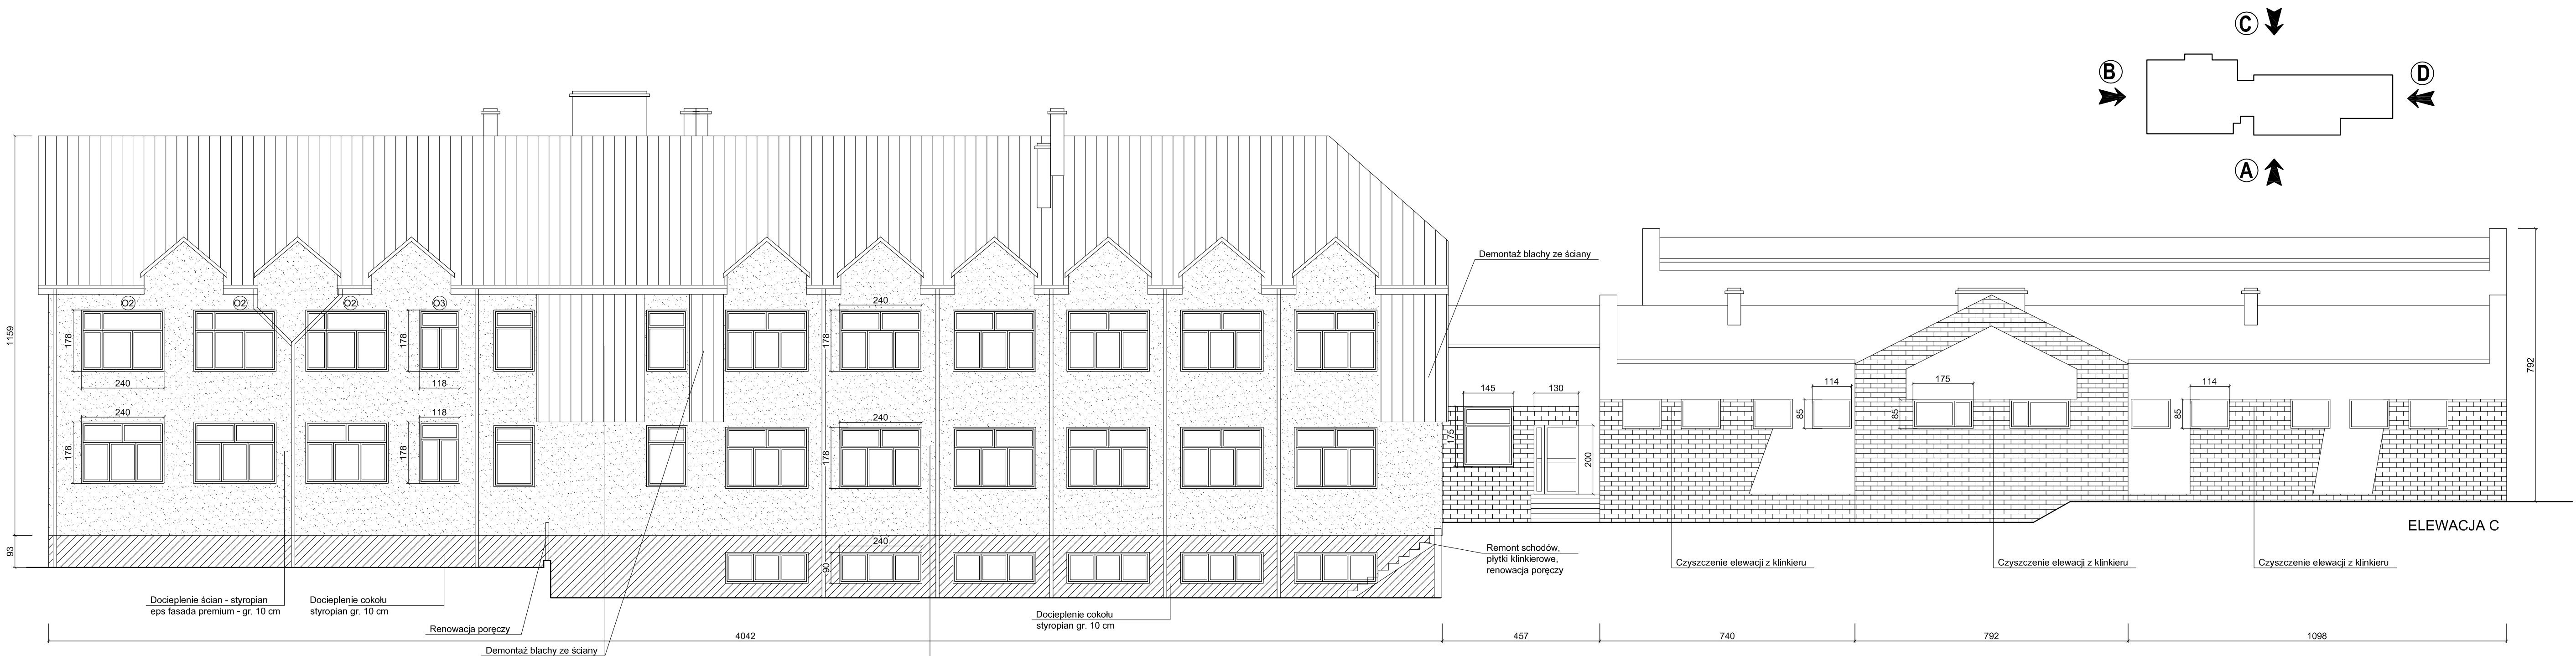 C
B
D
A
1159
93
O2
O2
O2
O3
178
240
178
118
240
178
240
178
118
178
240
178
240
90
Demontaż blachy ze ściany
145
130
175
200
114
85
175
85
114
85
792
ELEWACJA C
Remont schodów,
płytki klinkierowe,
renowacja poręczy
Czyszczenie elewacji z klinkieru
Czyszczenie elewacji z klinkieru
Czyszczenie elewacji z klinkieru
Docieplenie ścian - styropian
eps fasada premium - gr. 10 cm
Docieplenie cokołu
styropian gr. 10 cm
Renowacja poręczy
Docieplenie cokołu
styropian gr. 10 cm
Demontaż blachy ze ściany
4042
457
740
792
1098